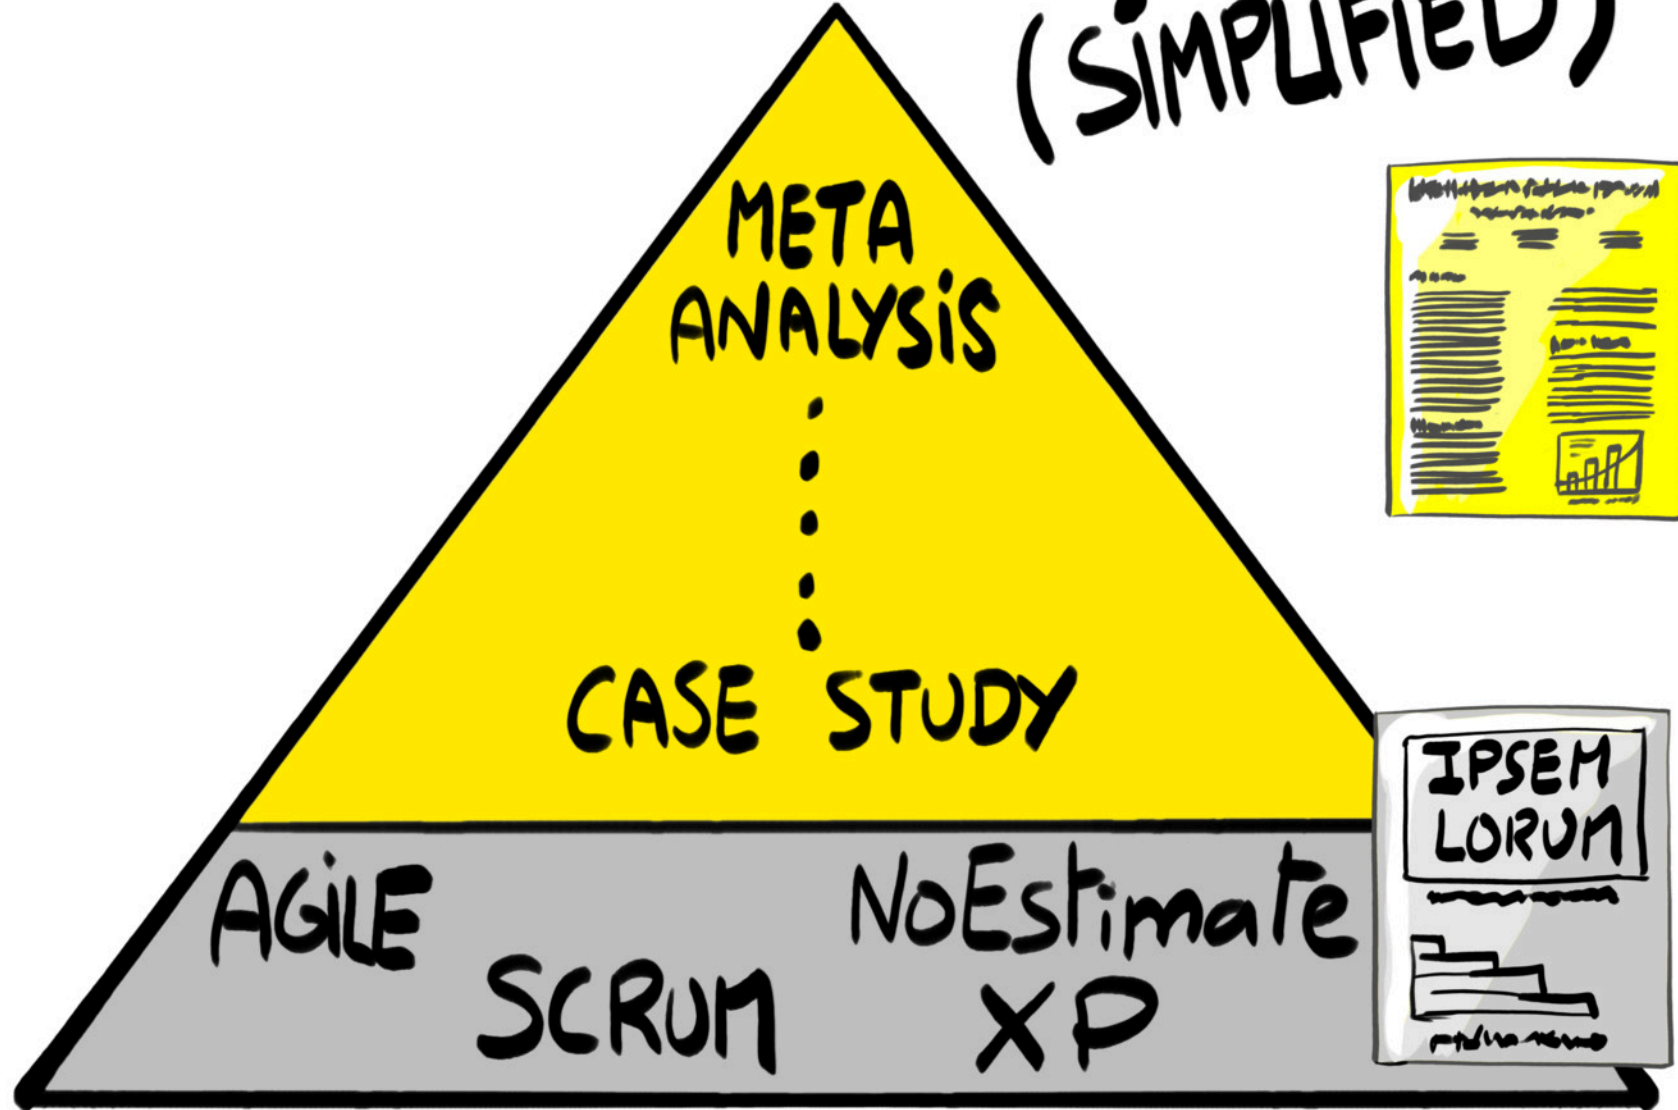 (SiMPLIFIED)
META
ANALYSiS
CASE STUDY
AGiLE
NoEstimate
SCRUM
XP
IPSEM
LORUM